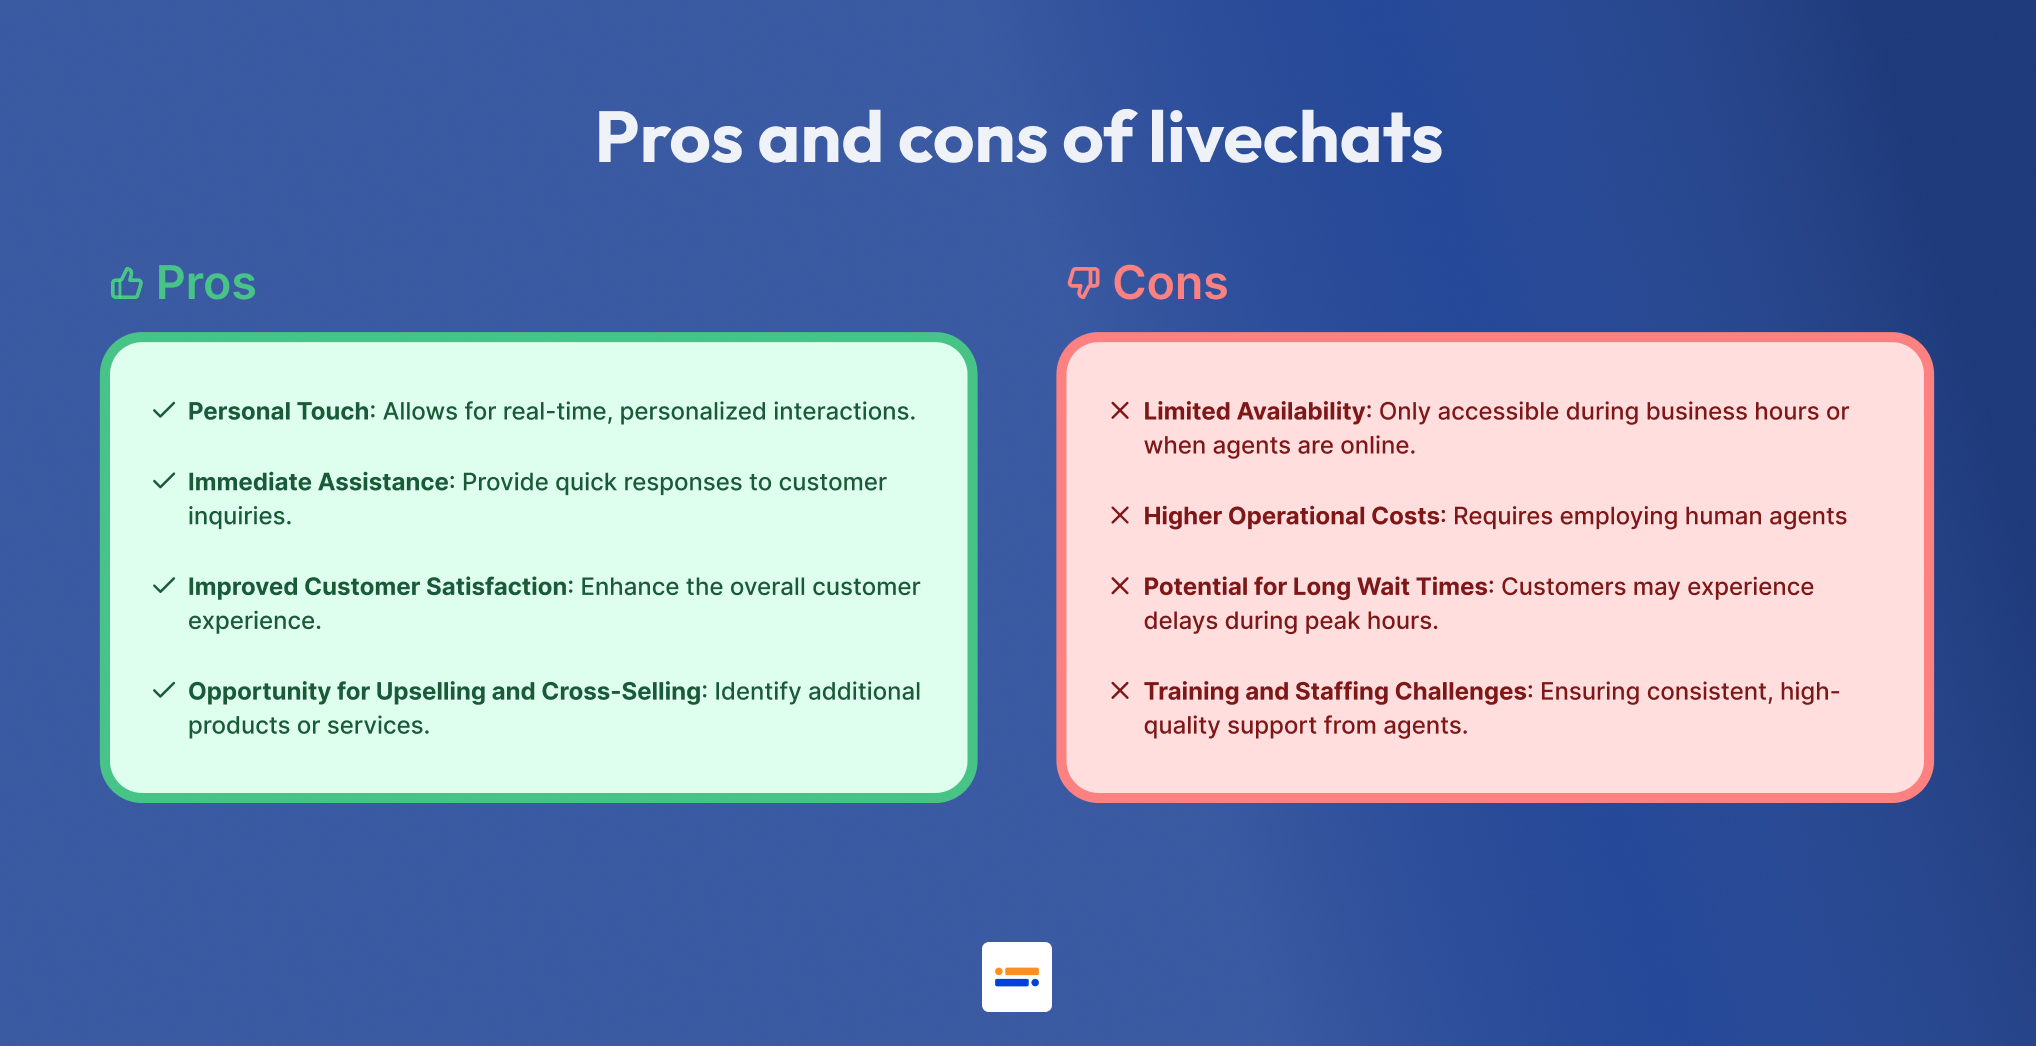 Pros and cons of livechats
Pros
Personal Touch: Allows for real-time, personalized interactions.
Immediate Assistance: Provide quick responses to customer
inquiries.
Improved Customer Satisfaction: Enhance the overall customer
experience.
Opportunity for Upselling and Cross-Selling: Identify additional
products or services.
Cons
Limited Availability: Only accessible during business hours or
when agents are online.
Higher Operational Costs: Requires employing human agents
Potential for Long Wait Times: Customers may experience
delays during peak hours.
Training and Staffing Challenges: Ensuring consistent, high-
quality support from agents.